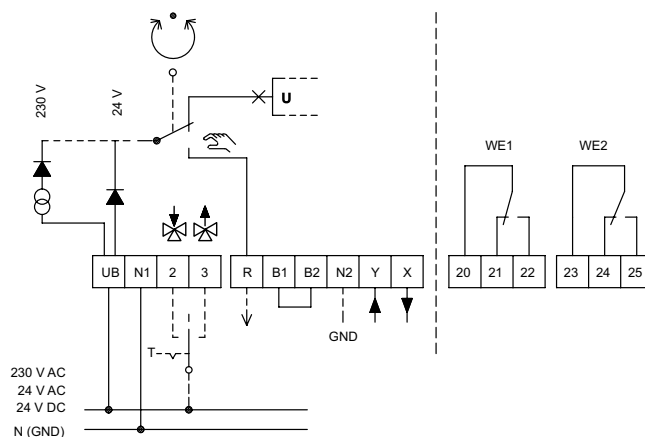 230 V
24 V
U
WE1
WE2
UB N1 2 3 R B1 B2 N2 Y X 20 21 22 23 24 25
GND
T
230 V AC
24 V AC
24 V DC
N (GND)